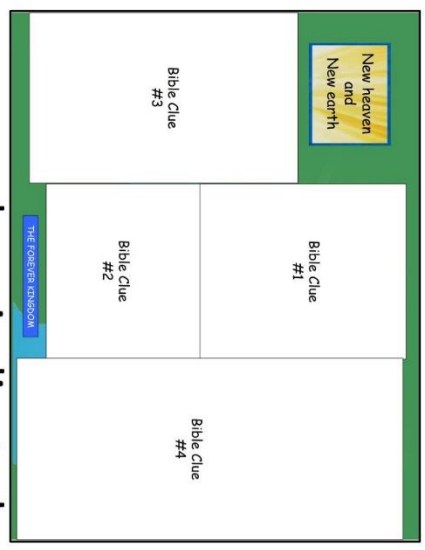 New heaven
and
New earth
Bible Clue
#1
Bible Clue
#3
Bible Clue
#2
THE FOREVER KINGDOM
Bible Clue
#4